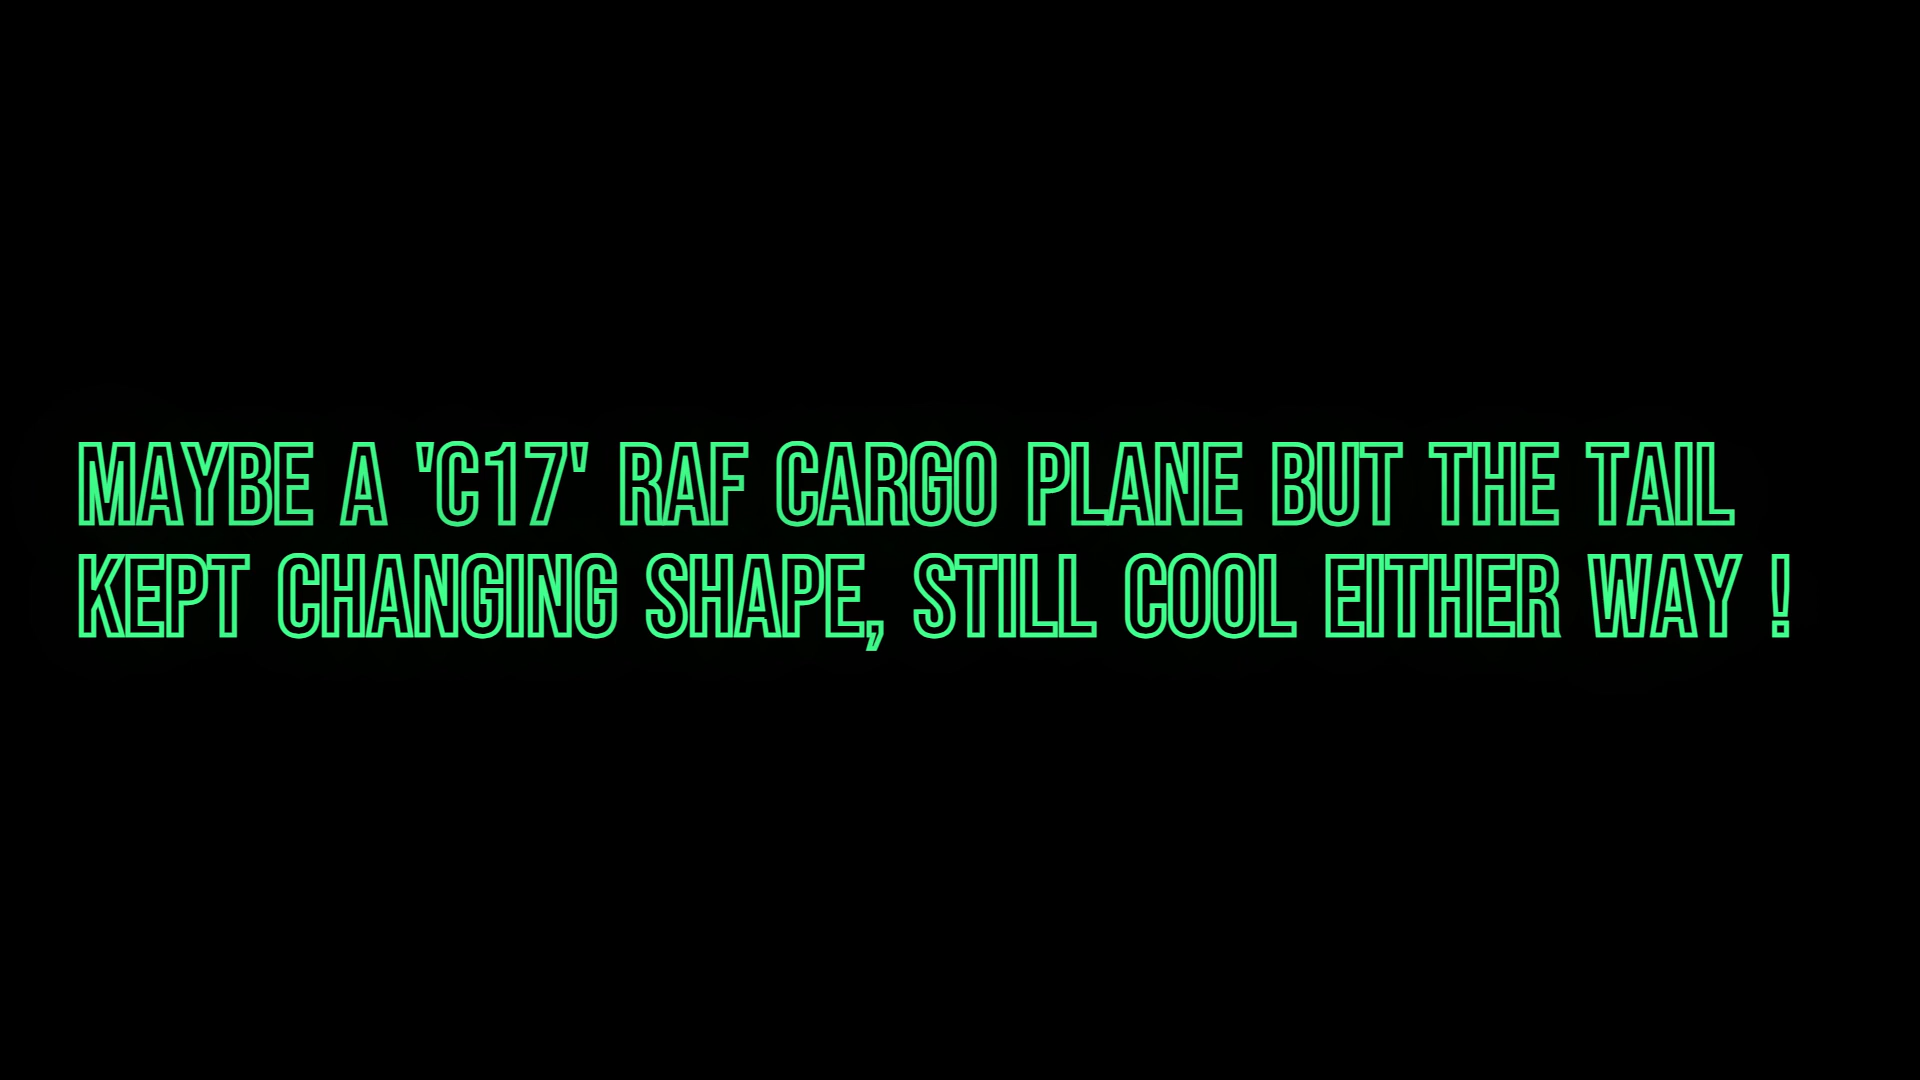 MAYBE A 'C17' RAF CARGO PLANE BUT THE TAIL
KEPT CHANGING SHAPE, STILL COOL EITHER WAY !